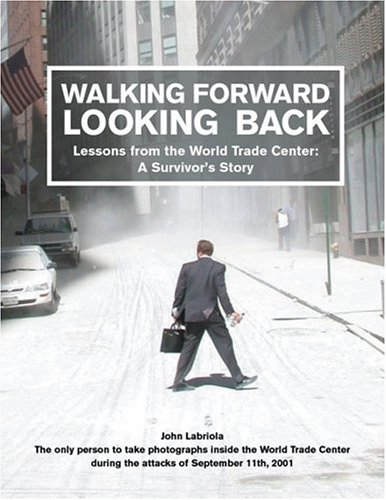 WALKING FORWARD
LOOKING BACK
Lessons from the World Trade Center:
A Survivor's Story
John Labriola
The only person to take photographs inside the World Trade Center
during the attacks of September 11th, 2001